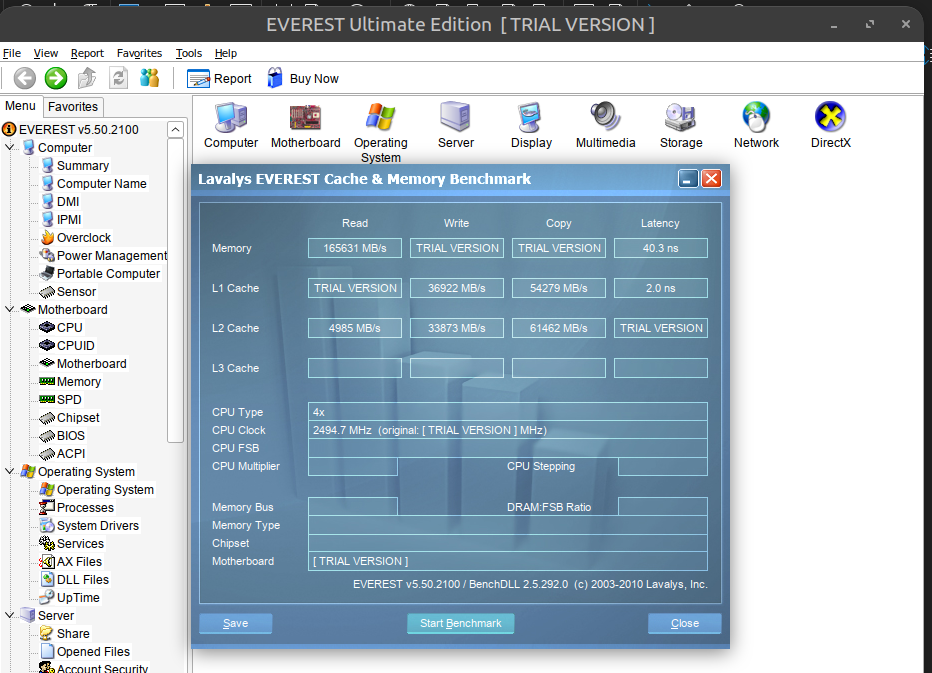 EVEREST Ultimate Edition [ TRIAL VERSION ]
File View Report Favorites Tools Help
Report Buy Now
Menu Favorites
EVEREST v5.50.2100
Computer
Summary
Computer Name
DMI
IPMI
Overclock
Power Management
Portable Computer
Sensor
Motherboard
CPU
CPUID
Motherboard
Memory
SPD
Chipset
BIOS
ACPI
Operating System
Operating System
Processes
System Drivers
Services
AX Files
DLL Files
UpTime
Server
Share
Opened Files
Account Security
Computer Motherboard Operating System Server Display Multimedia Storage Network DirectX
Lavalys EVEREST Cache & Memory Benchmark
Read Write Copy Latency
Memory 165631 MB/s TRIAL VERSION TRIAL VERSION 40.3 ns
L1 Cache TRIAL VERSION 36922 MB/s 54279 MB/s 2.0 ns
L2 Cache 4985 MB/s 33873 MB/s 61462 MB/s TRIAL VERSION
L3 Cache
CPU Type 4x
CPU Clock 2494.7 MHz (original: [ TRIAL VERSION ] MHz)
CPU FSB
CPU Multiplier CPU Stepping
Memory Bus DRAM:FSB Ratio
Memory Type
Chipset
Motherboard [ TRIAL VERSION ]
EVEREST v5.50.2100 / BenchDLL 2.5.292.0 (c) 2003-2010 Lavalys, Inc.
Save Start Benchmark Close